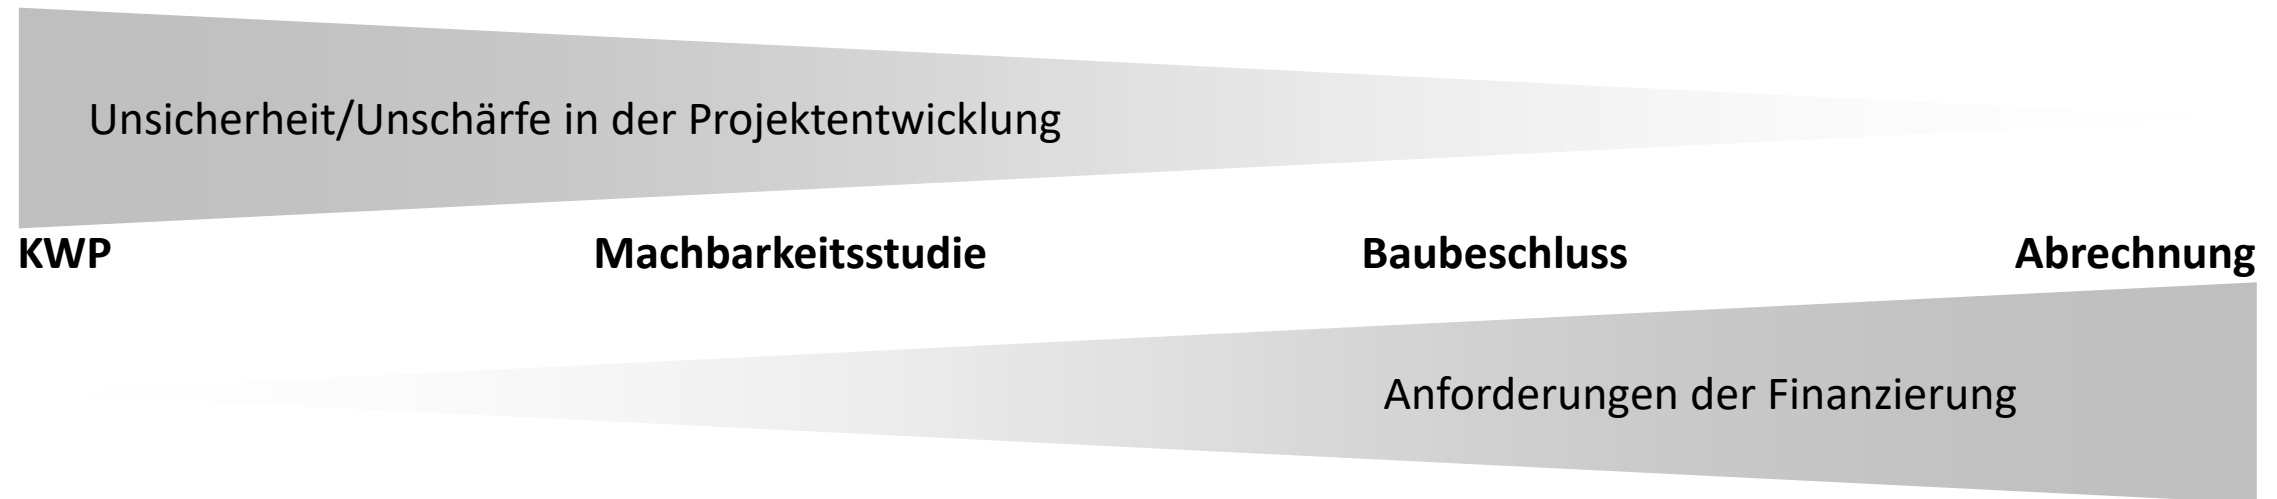 Unsicherheit/Unschärfe in der Projektentwicklung
KWP Machbarkeitsstudie Baubeschluss Abrechnung
Anforderungen der Finanzierung